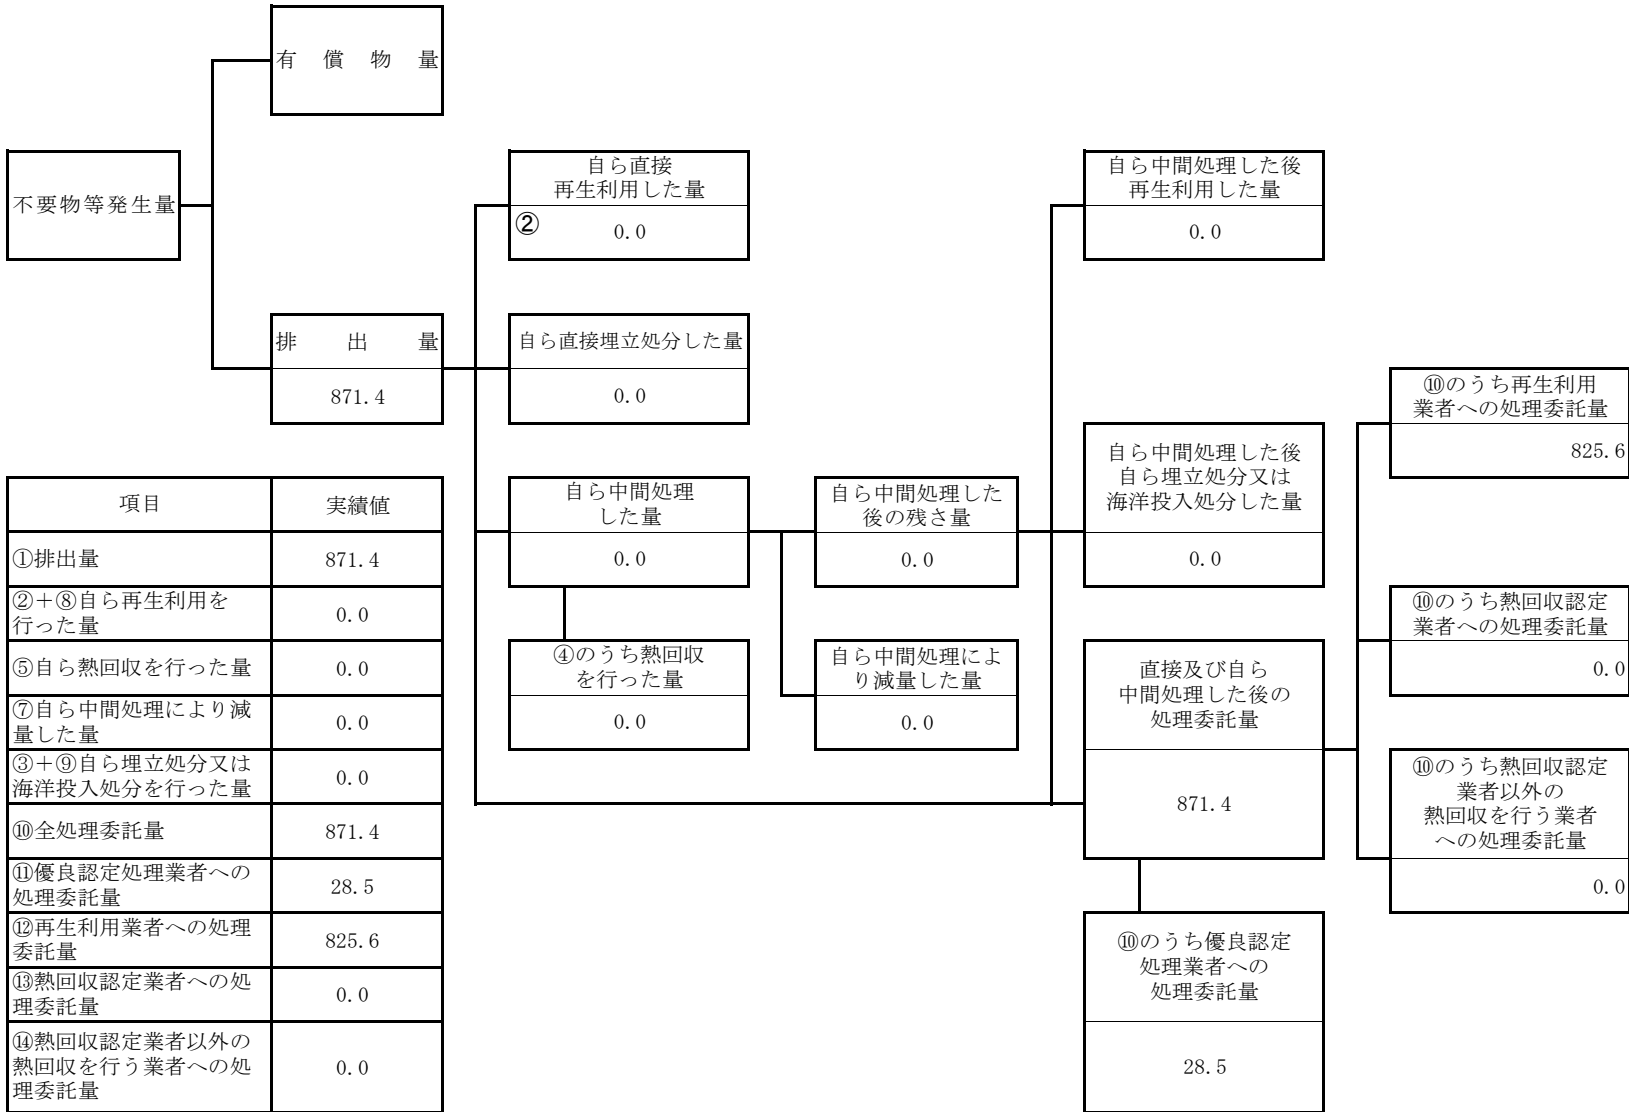 有償物量
不要物等発生量
自ら直接
再生利用した量
②
0.0
自ら中間処理した後
再生利用した量
0.0
排出量
871.4
自ら直接埋立処分した量
0.0
自ら中間処理
した量
0.0
自ら中間処理した
後の残さ量
0.0
自ら中間処理した後
自ら埋立処分又は
海洋投入処分した量
0.0
⑩のうち再生利用
業者への処理委託量
825.6
④のうち熱回収
を行った量
0.0
自ら中間処理によ
り減量した量
0.0
直接及び自ら
中間処理した後の
処理委託量
871.4
⑩のうち熱回収認定
業者への処理委託量
0.0
⑩のうち熱回収認定
業者以外の
熱回収を行う業者
への処理委託量
0.0
⑩のうち優良認定
処理業者への
処理委託量
28.5
項目 実績値
①排出量 871.4
②＋⑧自ら再生利用を
行った量 0.0
⑤自ら熱回収を行った量 0.0
⑦自ら中間処理により減
量した量 0.0
③＋⑨自ら埋立処分又は
海洋投入処分を行った量 0.0
⑩全処理委託量 871.4
⑪優良認定処理業者への
処理委託量 28.5
⑫再生利用業者への処理
委託量 825.6
⑬熱回収認定業者への処
理委託量 0.0
⑭熱回収認定業者以外の
熱回収を行う業者への処
理委託量 0.0